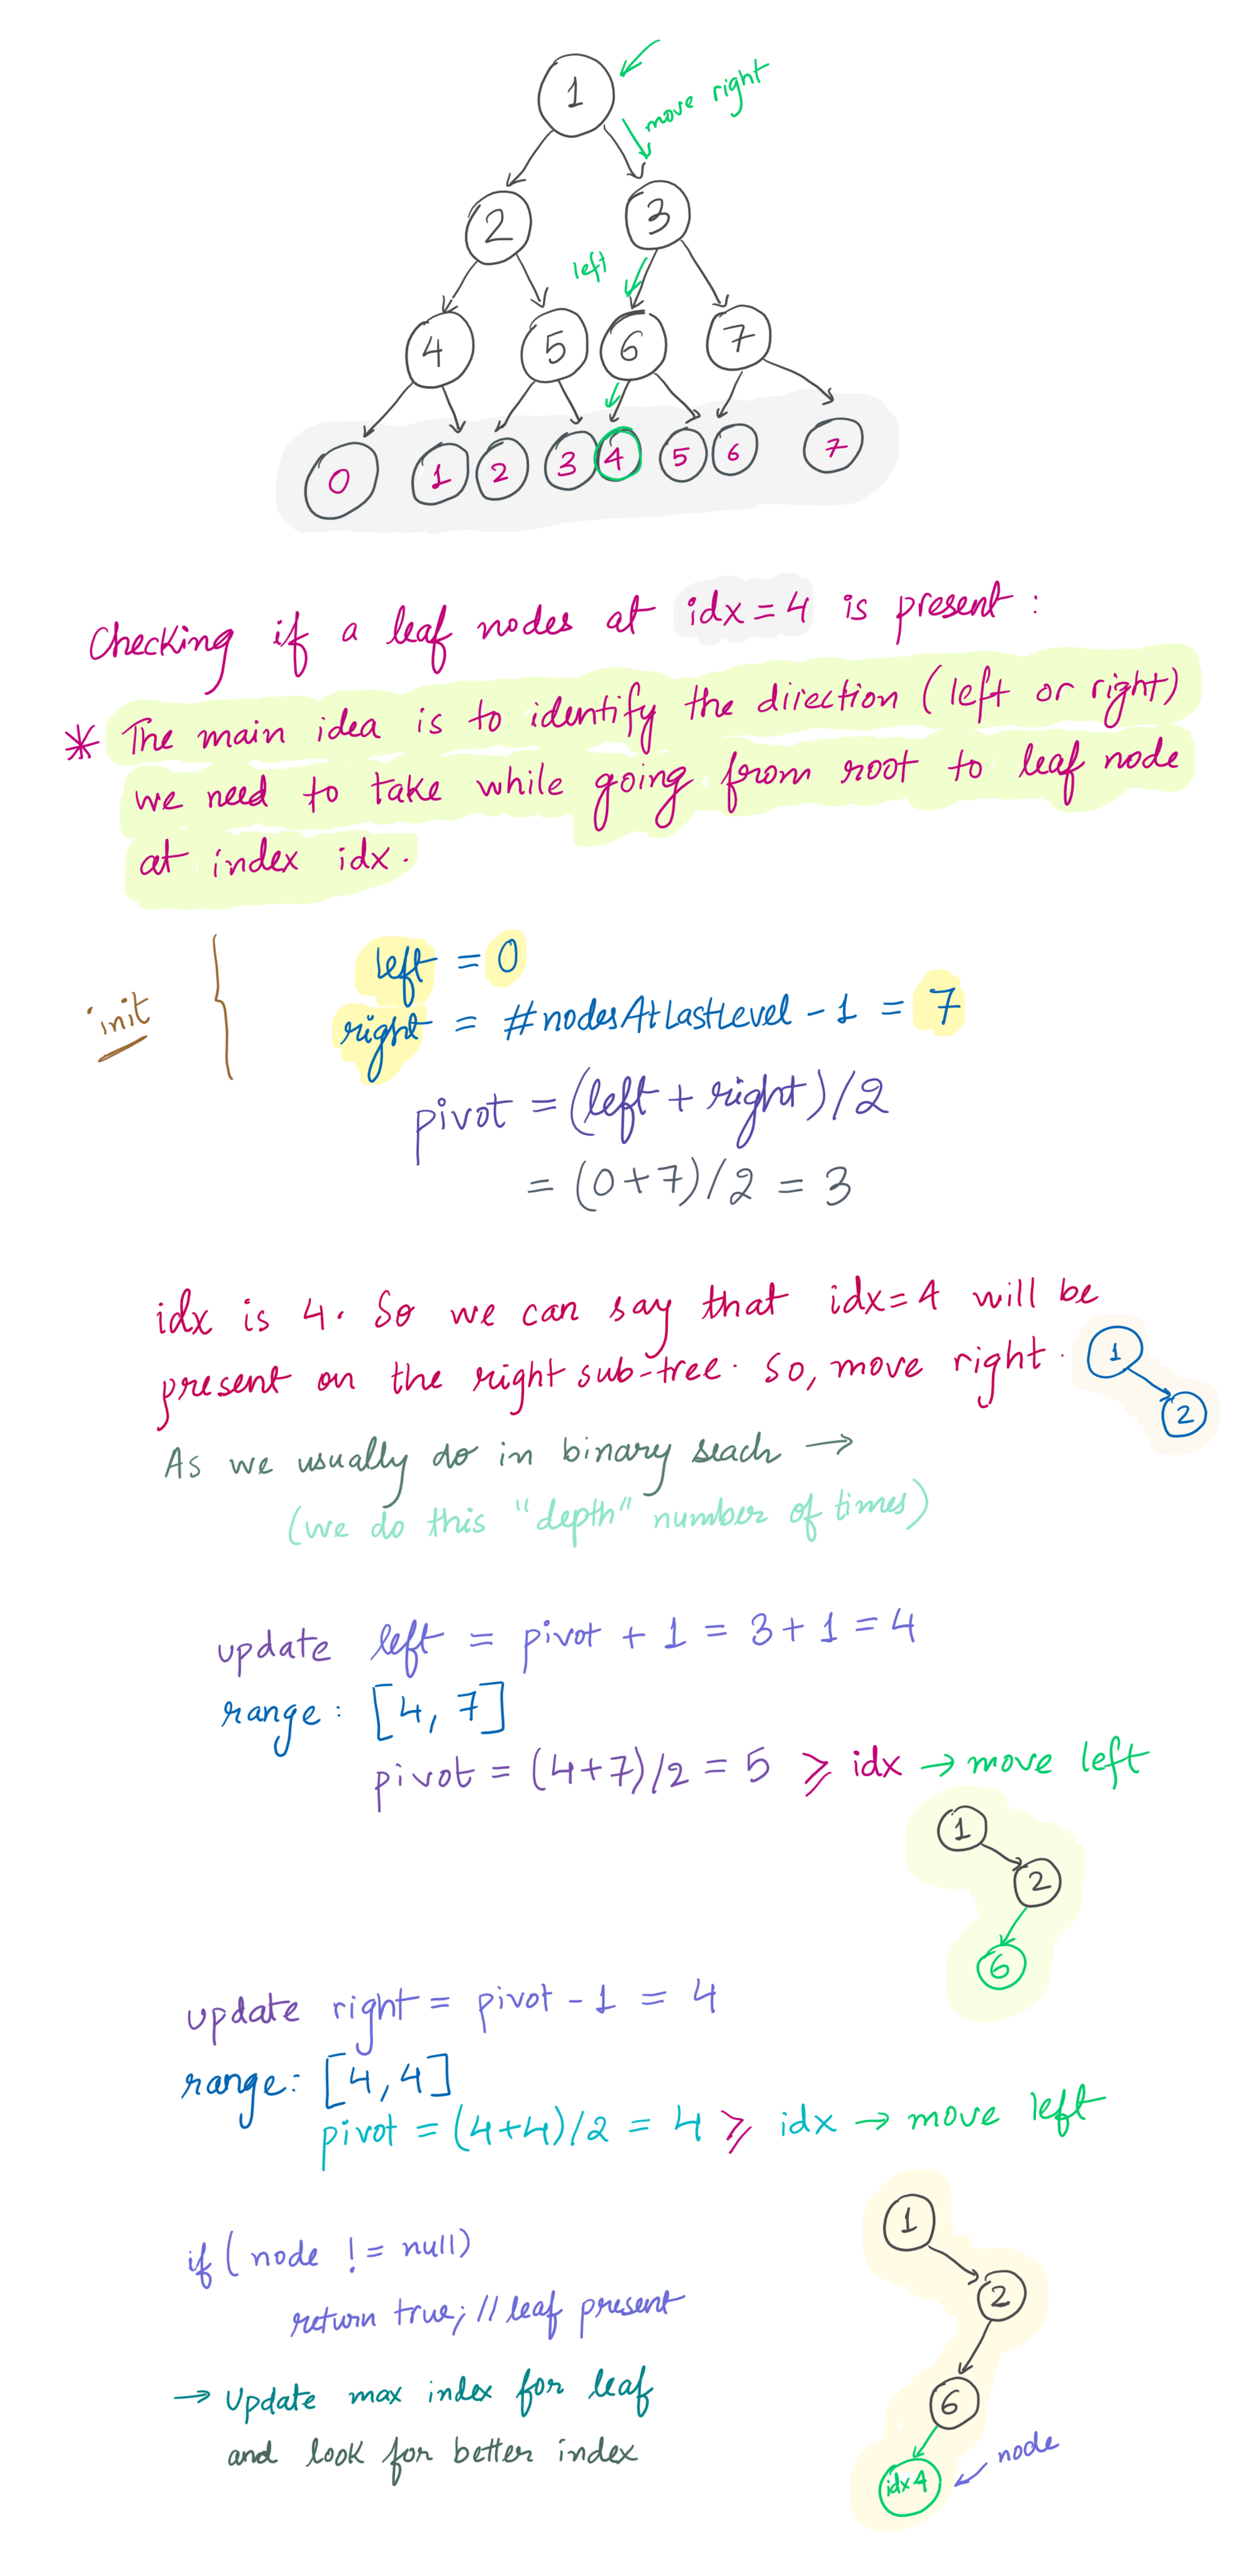 1
move right
2 3
left
4 5 6 7
0 1 2 3 4 5 6 7
Checking if a leaf nodes at idx=4 is present :
* The main idea is to identify the direction (left or right)
we need to take while going from root to leaf node
at index idx.
init
left = 0
right = #nodesAtLastLevel - 1 = 7
pivot = (left + right)/2
= (0+7)/2 = 3
idx is 4. So we can say that idx=4 will be
present on the right sub-tree. So, move right.
1
2
As we usually do in binary seach →
(we do this "depth" number of times)
update left = pivot + 1 = 3+1 = 4
range: [4, 7]
pivot = (4+7)/2 = 5 ⩾ idx → move left
1
2
6
update right = pivot - 1 = 4
range: [4,4]
pivot = (4+4)/2 = 4 ⩾ idx → move left
1
2
6
idx4
node
if ( node != null)
return true; // leaf present
→ Update max index for leaf
and look for better index